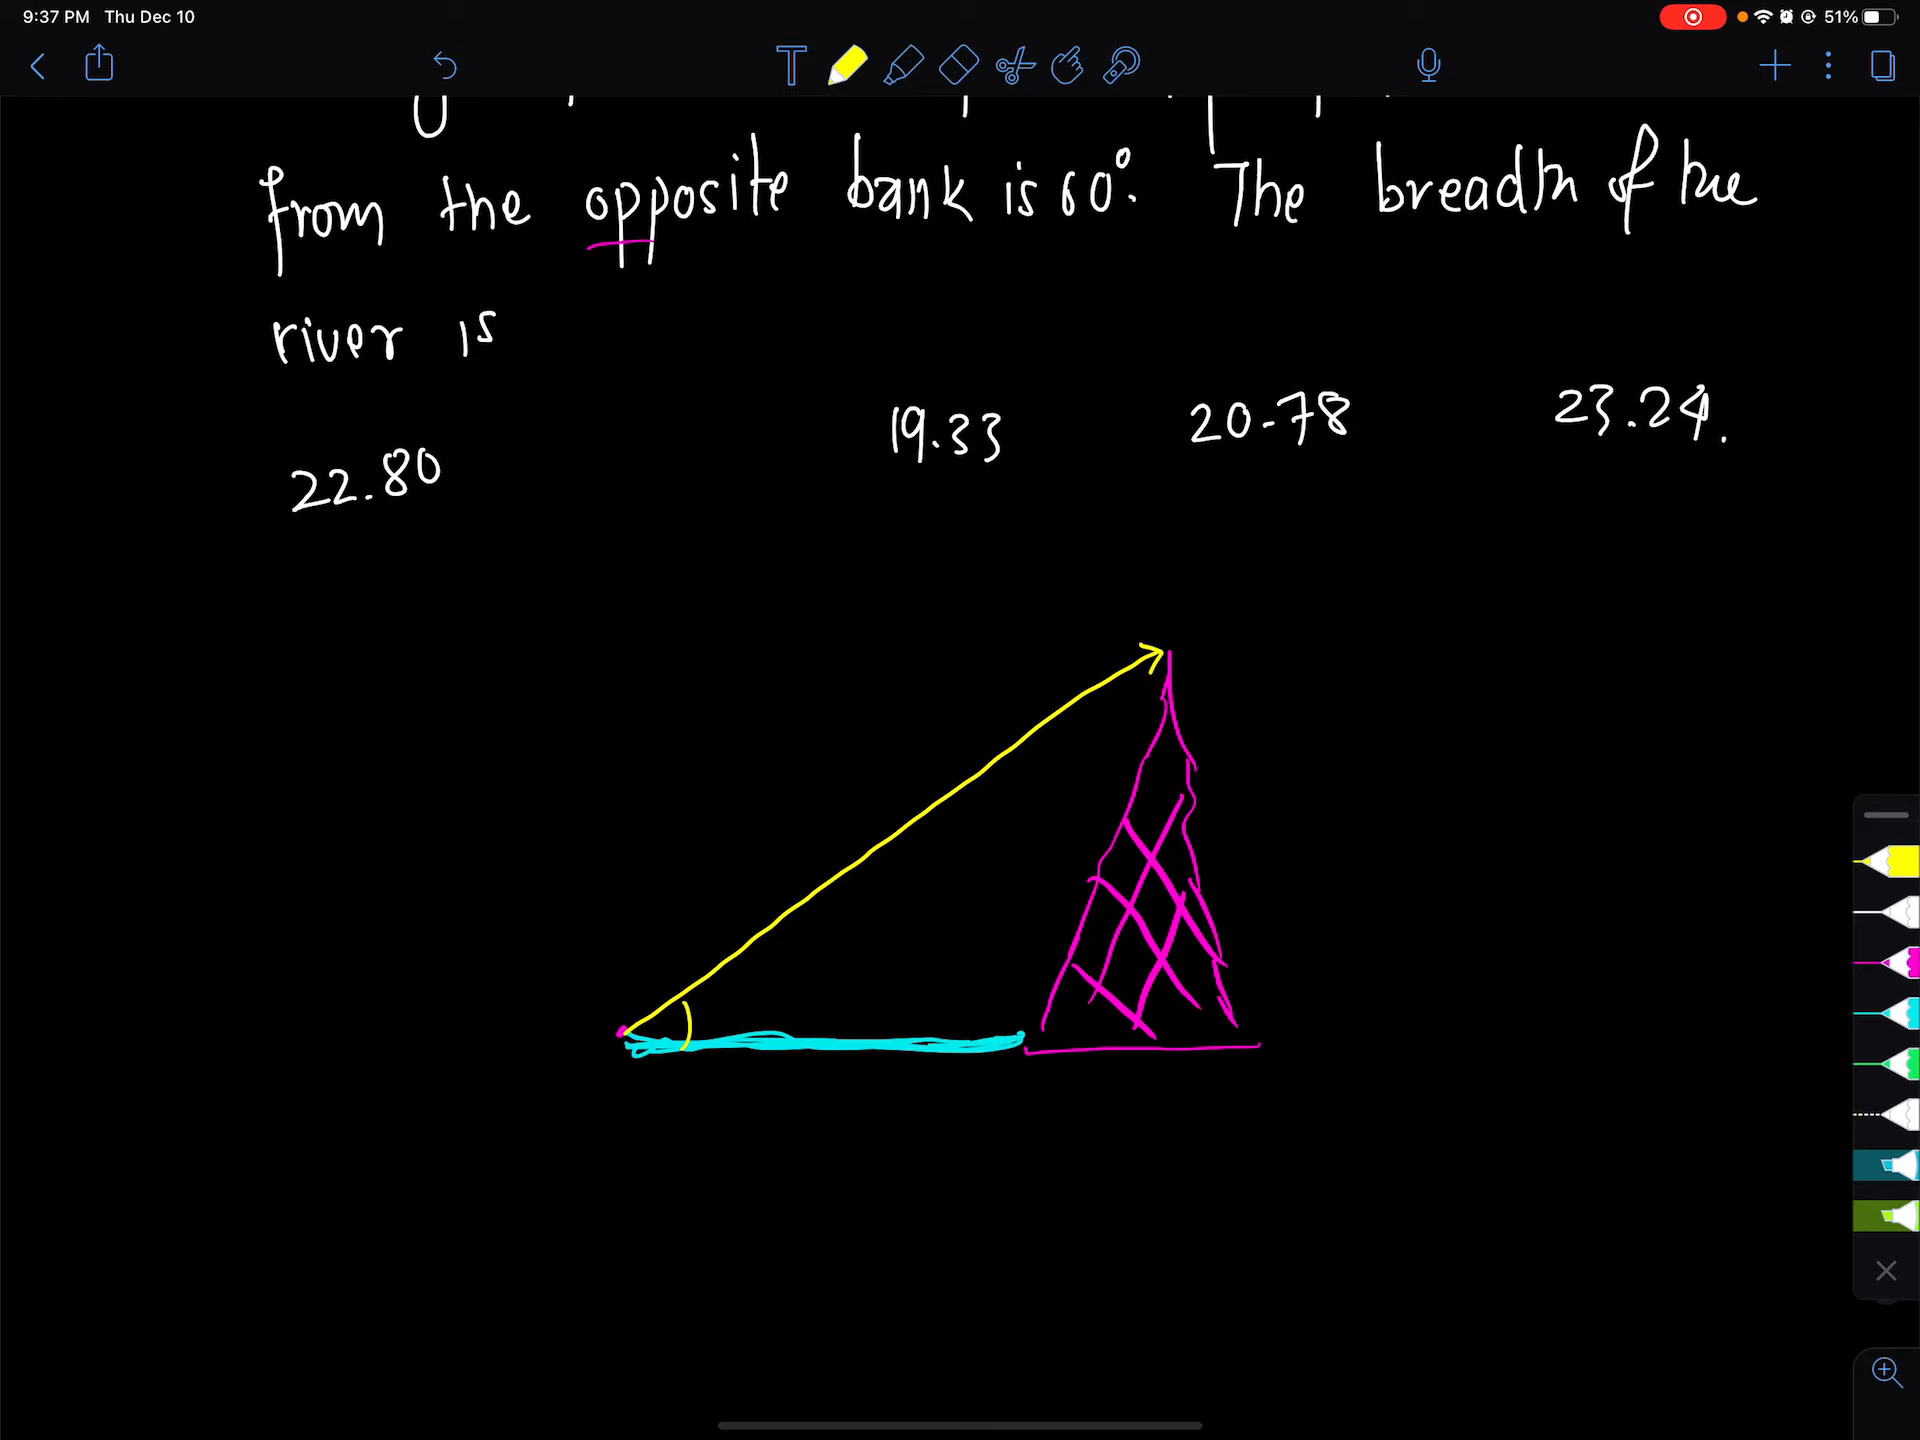 9:37 PM Thu Dec 10
51%
from the opposite bank is 60°. The breadth of the
river is
22.80 19.33 20.78 23.24.